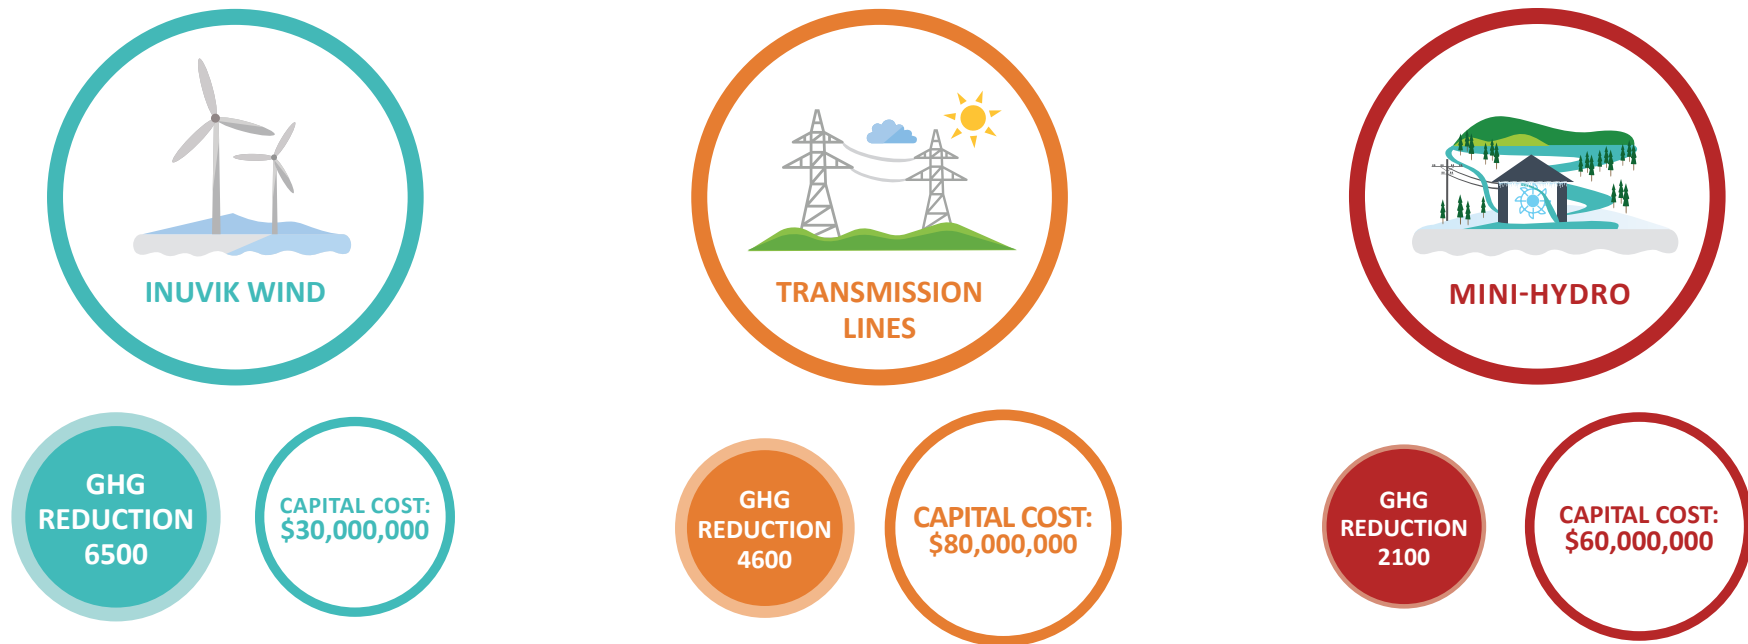 INUVIK WIND
TRANSMISSION
LINES
MINI-HYDRO
GHG
REDUCTION
6500
CAPITAL COST:
$30,000,000
GHG
REDUCTION
4600
CAPITAL COST:
$80,000,000
GHG
REDUCTION
2100
CAPITAL COST:
$60,000,000